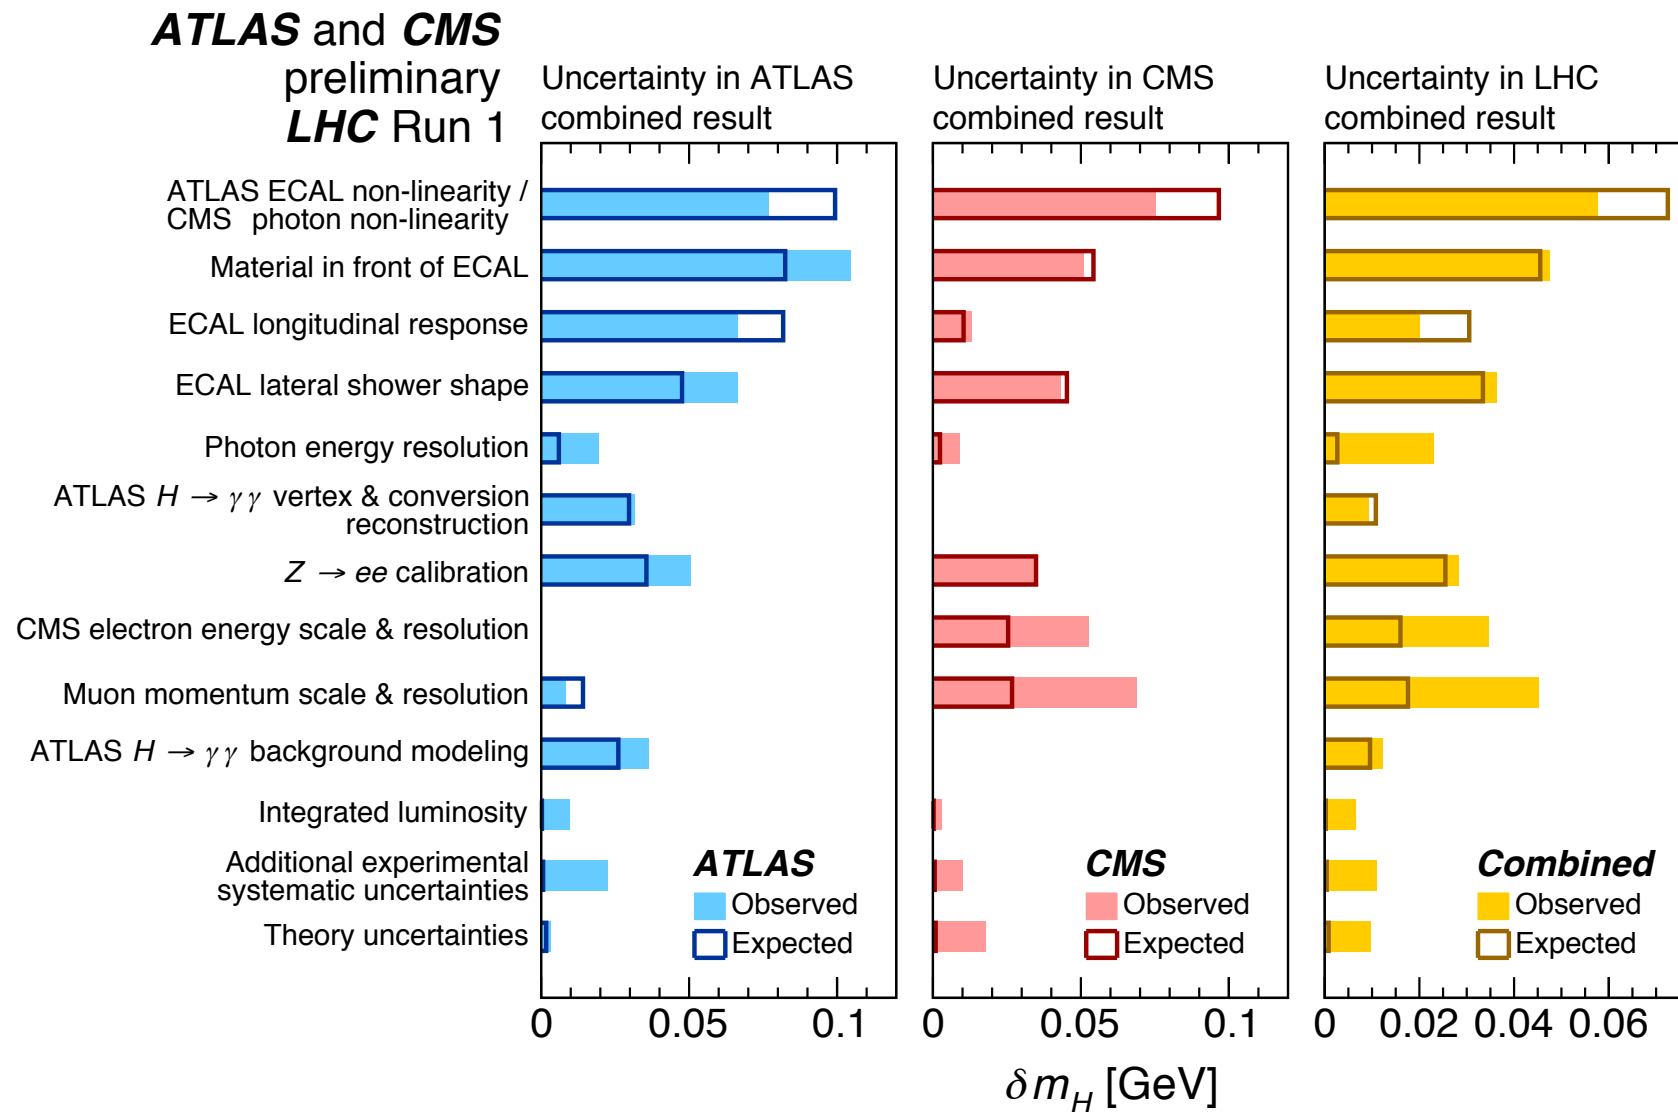 ATLAS and CMS
preliminary
LHC Run 1
Uncertainty in ATLAS
combined result
Uncertainty in CMS
combined result
Uncertainty in LHC
combined result
ATLAS ECAL non-linearity /
CMS photon non-linearity
Material in front of ECAL
ECAL longitudinal response
ECAL lateral shower shape
Photon energy resolution
ATLAS H → γγ vertex & conversion
reconstruction
Z → ee calibration
CMS electron energy scale & resolution
Muon momentum scale & resolution
ATLAS H → γγ background modeling
Integrated luminosity
Additional experimental
systematic uncertainties
Theory uncertainties
ATLAS
Observed
Expected
CMS
Observed
Expected
Combined
Observed
Expected
0 0.05 0.1
0 0.05 0.1
0 0.02 0.04 0.06
δm_H [GeV]